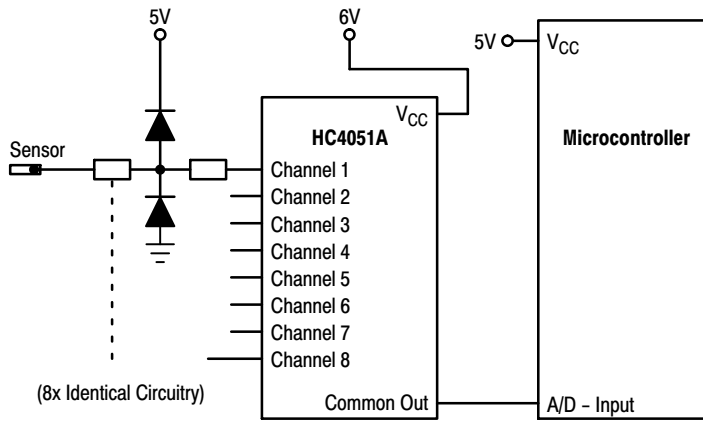 5V
6V
5V
VCC
VCC
HC4051A
Microcontroller
Sensor
Channel 1
Channel 2
Channel 3
Channel 4
Channel 5
Channel 6
Channel 7
Channel 8
(8x Identical Circuitry)
Common Out
A/D – Input